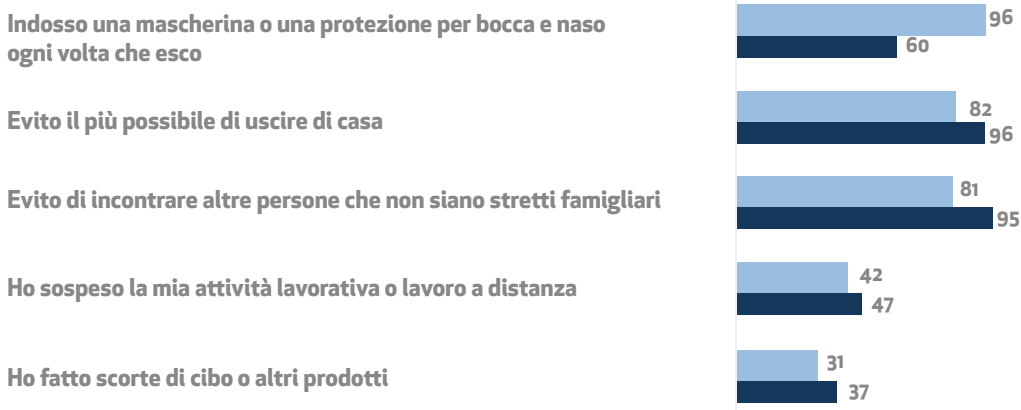 Indosso una mascherina o una protezione per bocca e naso
96
ogni volta che esco
60
Evito il più possibile di uscire di casa
82
96
Evito di incontrare altre persone che non siano stretti famigliari
81
95
Ho sospeso la mia attività lavorativa o lavoro a distanza
42
47
Ho fatto scorte di cibo o altri prodotti
31
37